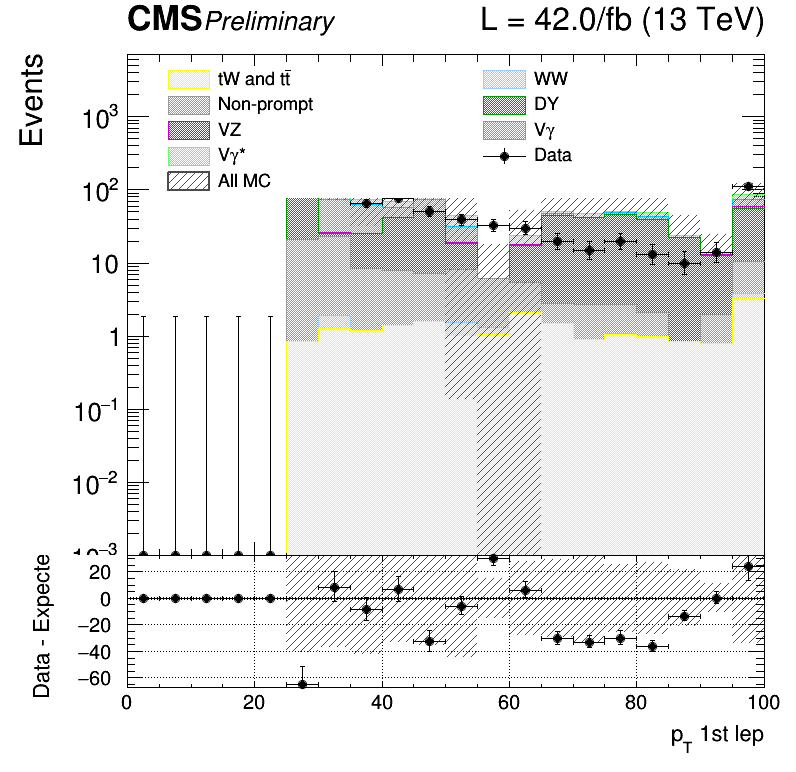 CMS Preliminary L = 42.0/fb (13 TeV)
Events
tW and tt̄ WW
Non-prompt DY
VZ Vγ
Vγ* Data
All MC
10³
10²
10
1
10⁻¹
10⁻²
10⁻³
Data - Expecte
20
0
−20
−40
−60
0 20 40 60 80 100
p_T 1st lep